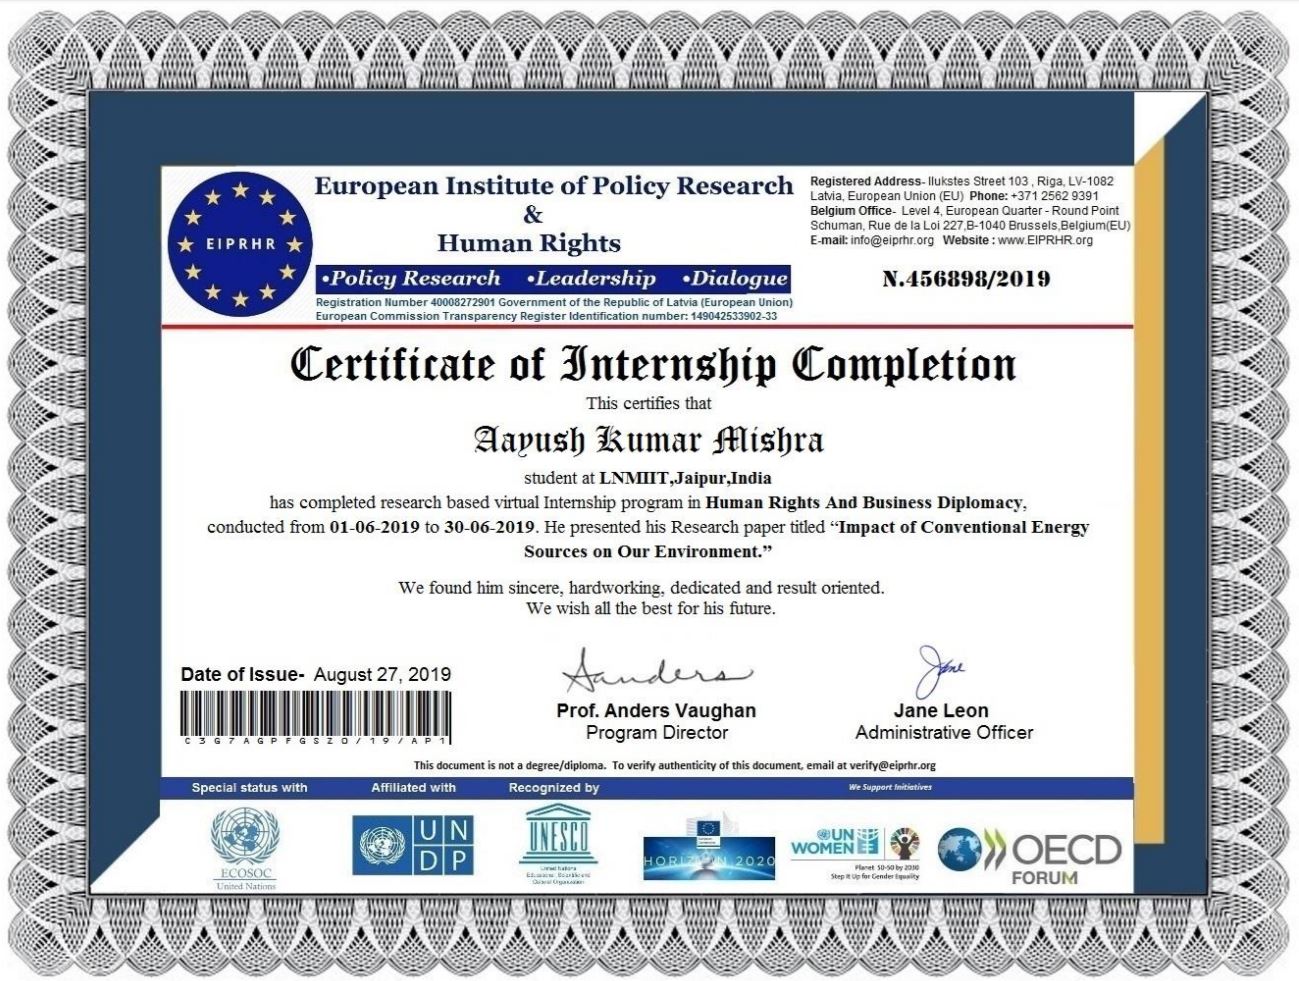 EIPRHR
European Institute of Policy Research
&
Human Rights
•Policy Research •Leadership •Dialogue
Registration Number 40008272901 Government of the Republic of Latvia (European Union)
European Commission Transparency Register Identification number: 149042533902-33
Registered Address- Ilukstes Street 103 , Riga, LV-1082
Latvia, European Union (EU) Phone: +371 2562 9391
Belgium Office- Level 4, European Quarter - Round Point
Schuman, Rue de la Loi 227,B-1040 Brussels,Belgium(EU)
E-mail: info@eiprhr.org Website : www.EIPRHR.org
N.456898/2019
Certificate of Internship Completion
This certifies that
Aayush Kumar Mishra
student at LNMIIT,Jaipur,India
has completed research based virtual Internship program in Human Rights And Business Diplomacy,
conducted from 01-06-2019 to 30-06-2019. He presented his Research paper titled “Impact of Conventional Energy
Sources on Our Environment.”
We found him sincere, hardworking, dedicated and result oriented.
We wish all the best for his future.
Date of Issue- August 27, 2019
C3G7AGPFGSZO/19/AP1
Sanders
Prof. Anders Vaughan
Program Director
Jane
Jane Leon
Administrative Officer
This document is not a degree/diploma. To verify authenticity of this document, email at verify@eiprhr.org
Special status with
Affiliated with
Recognized by
We Support Initiatives
ECOSOC
United Nations
UN
DP
UNESCO
United Nations
Educational, Scientific and
Cultural Organization
HORIZON 2020
UN
WOMEN
Planet 50-50 by 2030
Step It Up for Gender Equality
OECD
FORUM